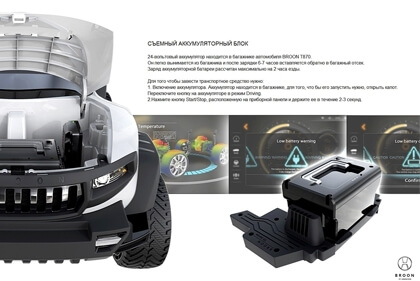 СЪЕМНЫЙ АККУМУЛЯТОРНЫЙ БЛОК
24-вольтовый аккумулятор находится в багажнике автомобиля BROON T870.
Он легко вынимается из багажника и после зарядки 6-7 часов вставляется обратно в багажный отсек.
Заряд аккумуляторной батареи рассчитан максимально на 2 часа езды.
Для того чтобы завести транспортное средство нужно:
1. Включение аккумулятора. Аккумулятор находится в багажнике, для того, что бы его запустить нужно, открыть капот.
Переключите кнопку на аккумуляторе в режим Driving
2.Нажмите кнопку Start/Stop, расположенную на приборной панели и держите ее в течение 2-3 секунд.
Temperature
Low battery warning
Low battery
Confirm
BROON